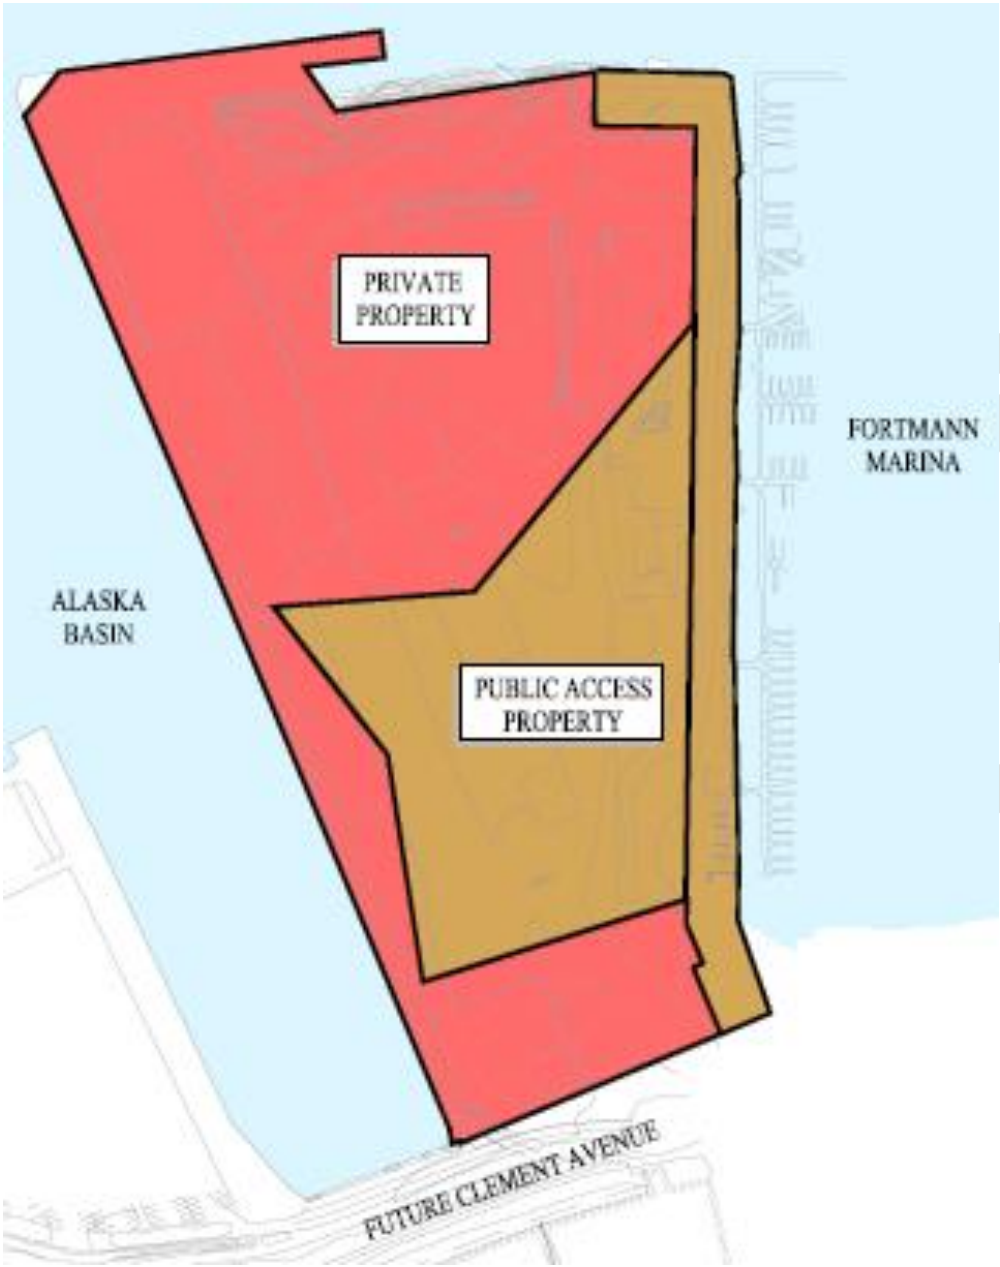 PRIVATE
PROPERTY
FORTMANN
MARINA
ALASKA
BASIN
PUBLIC ACCESS
PROPERTY
FUTURE CLEMENT AVENUE